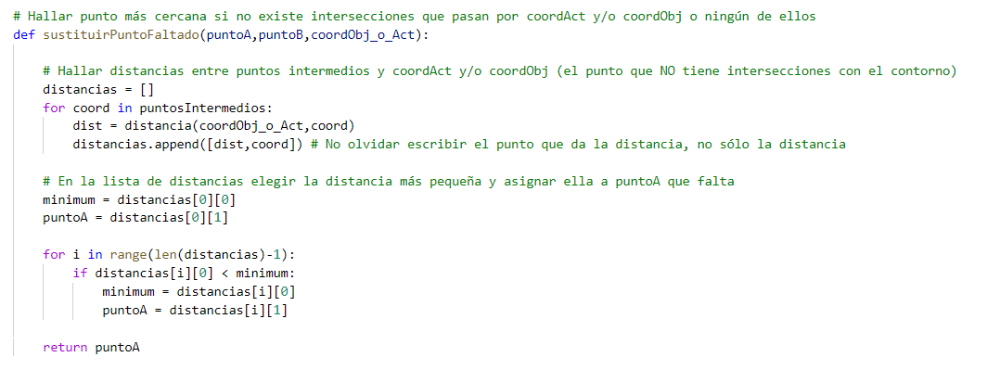 # Hallar punto más cercana si no existe intersecciones que pasan por coordAct y/o coordObj o ningún de ellos
def sustituirPuntoFaltado(puntoA,puntoB,coordObj_o_Act):
# Hallar distancias entre puntos intermedios y coordAct y/o coordObj (el punto que NO tiene intersecciones con el contorno)
distancias = []
for coord in puntosIntermedios:
dist = distancia(coordObj_o_Act,coord)
distancias.append([dist,coord]) # No olvidar escribir el punto que da la distancia, no sólo la distancia
# En la lista de distancias elegir la distancia más pequeña y asignar ella a puntoA que falta
minimum = distancias[0][0]
puntoA = distancias[0][1]
for i in range(len(distancias)-1):
if distancias[i][0] < minimum:
minimum = distancias[i][0]
puntoA = distancias[i][1]
return puntoA